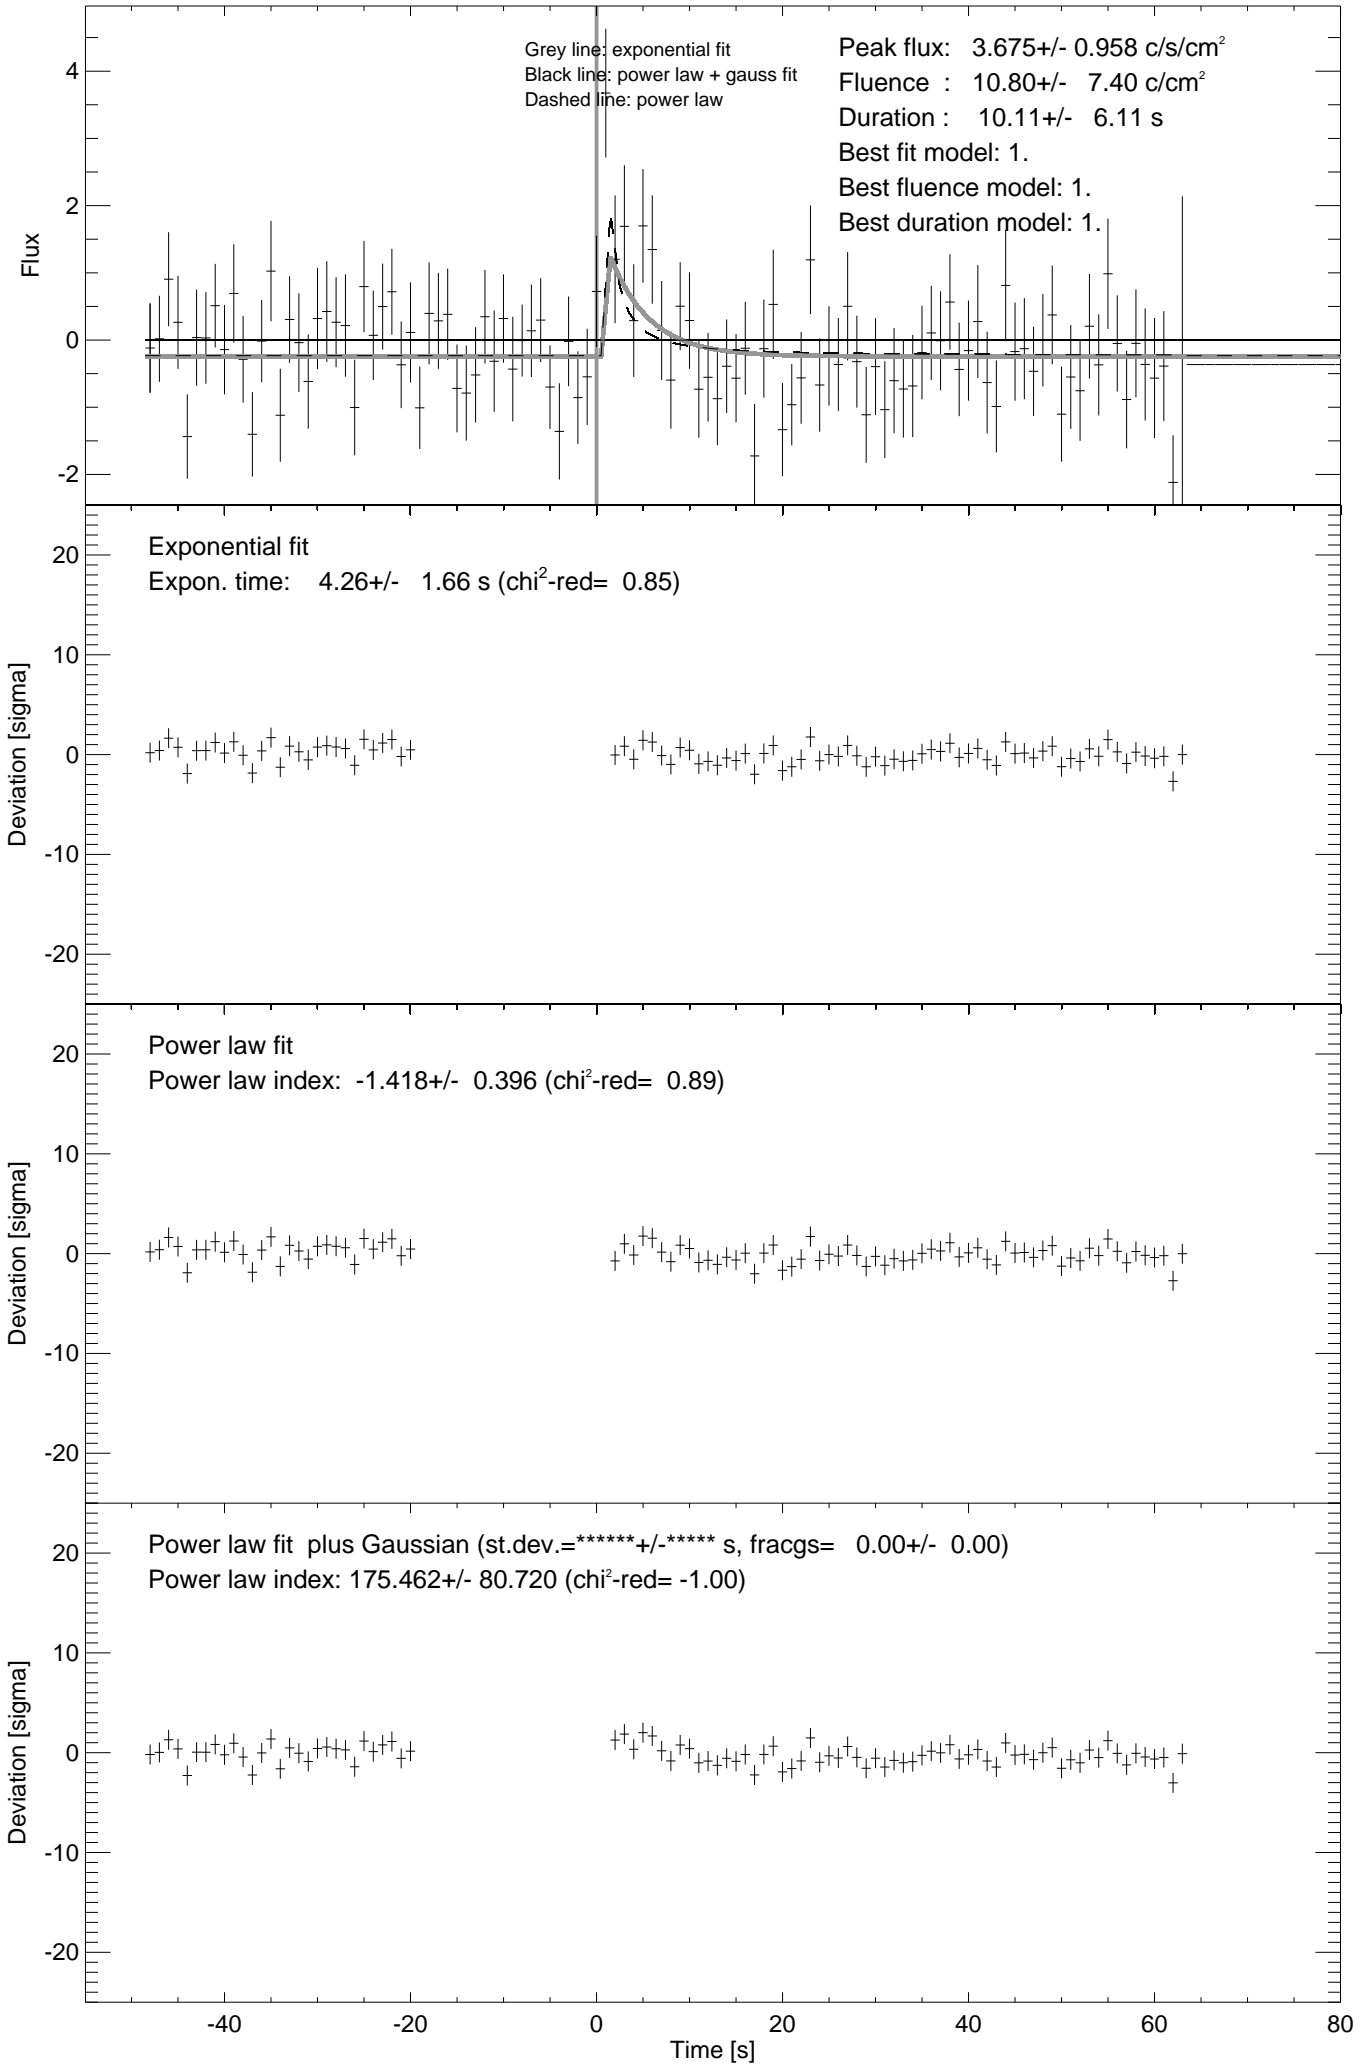 Grey line: exponential fit
Black line: power law + gauss fit
Dashed line: power law
Peak flux: 3.675+/- 0.958 c/s/cm²
Fluence : 10.80+/- 7.40 c/cm²
Duration : 10.11+/- 6.11 s
Best fit model: 1.
Best fluence model: 1.
Best duration model: 1.
4
2
0
-2
Flux
Exponential fit
Expon. time: 4.26+/- 1.66 s (chi²-red= 0.85)
20
10
0
-10
-20
Deviation [sigma]
Power law fit
Power law index: -1.418+/- 0.396 (chi²-red= 0.89)
20
10
0
-10
-20
Deviation [sigma]
Power law fit plus Gaussian (st.dev.=******+/-***** s, fracgs= 0.00+/- 0.00)
Power law index: 175.462+/- 80.720 (chi²-red= -1.00)
20
10
0
-10
-20
Deviation [sigma]
-40 -20 0 20 40 60 80
Time [s]